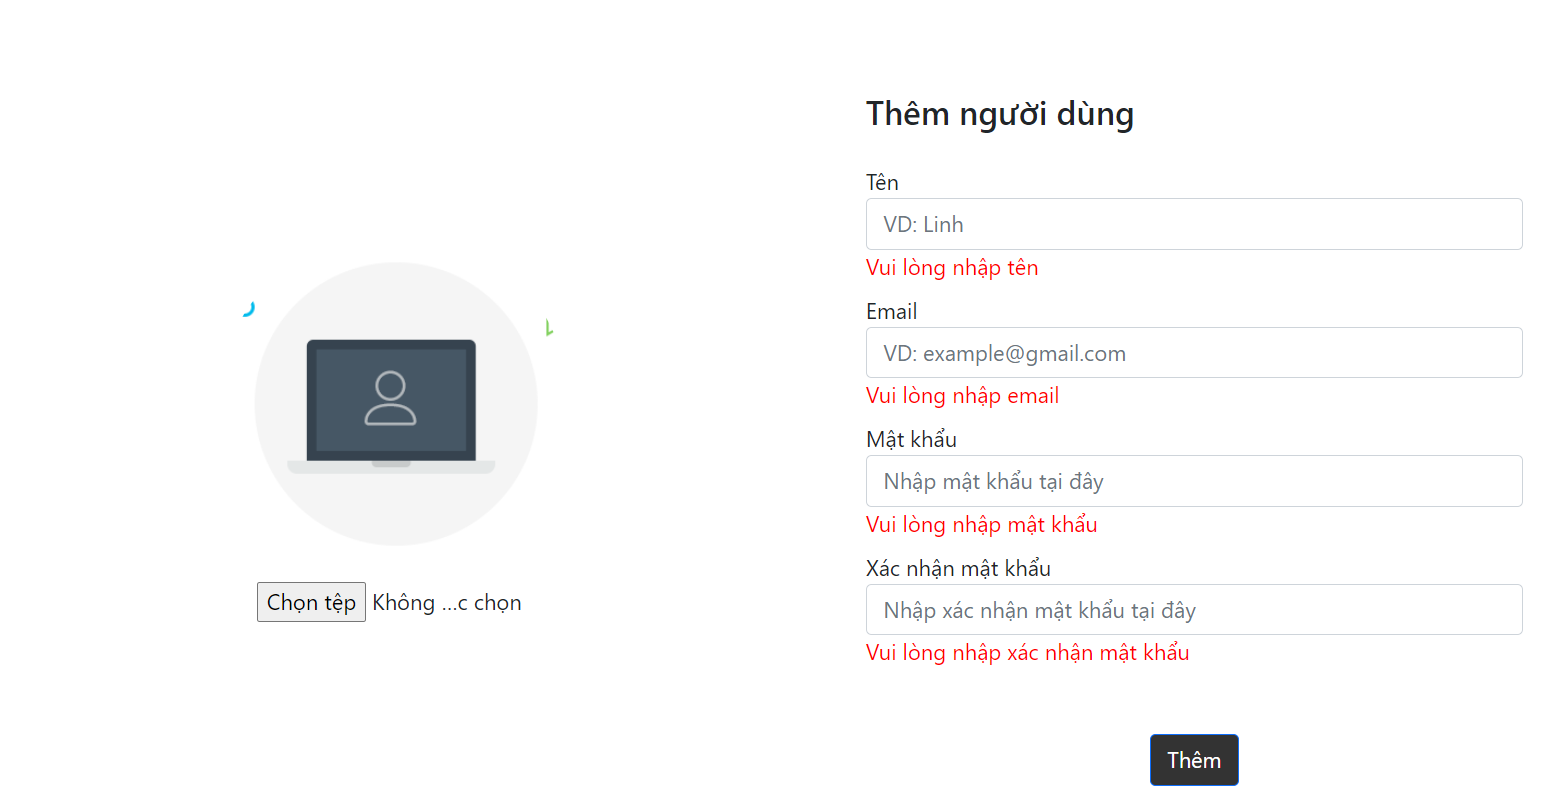 Thêm người dùng
Tên
VD: Linh
Vui lòng nhập tên
Email
VD: example@gmail.com
Vui lòng nhập email
Mật khẩu
Nhập mật khẩu tại đây
Vui lòng nhập mật khẩu
Xác nhận mật khẩu
Nhập xác nhận mật khẩu tại đây
Vui lòng nhập xác nhận mật khẩu
Chọn tệp Không ...c chọn
Thêm